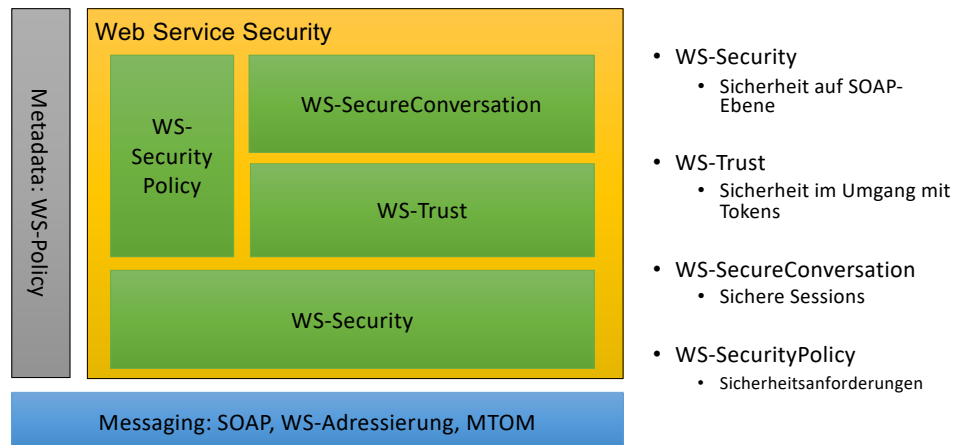 Metadata: WS-Policy
Web Service Security
WS-
Security
Policy
WS-SecureConversation
WS-Trust
WS-Security
Messaging: SOAP, WS-Adressierung, MTOM
• WS-Security
• Sicherheit auf SOAP-
Ebene
• WS-Trust
• Sicherheit im Umgang mit
Tokens
• WS-SecureConversation
• Sichere Sessions
• WS-SecurityPolicy
• Sicherheitsanforderungen